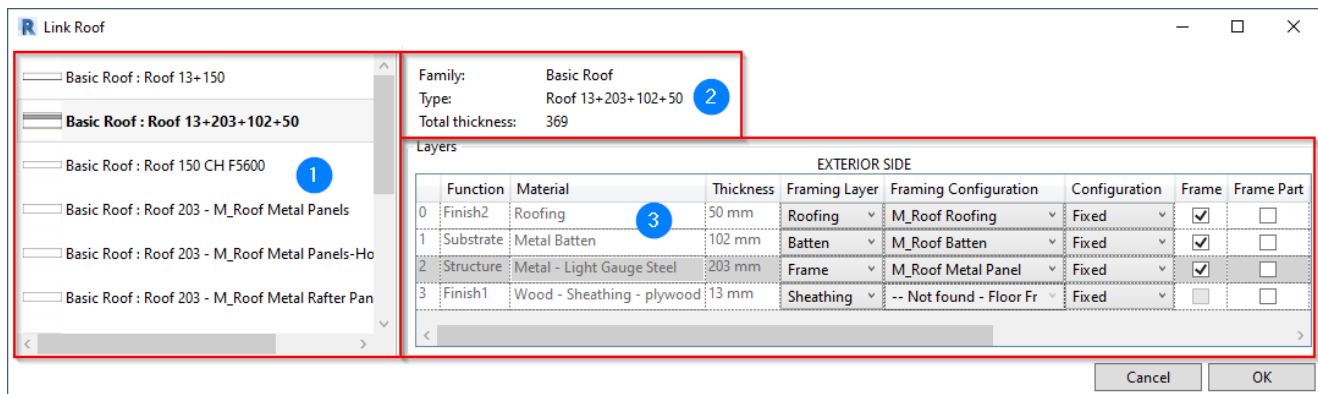 Link Roof
Basic Roof : Roof 13+150
Basic Roof : Roof 13+203+102+50
Basic Roof : Roof 150 CH F5600
1
Basic Roof : Roof 203 - M_Roof Metal Panels
Basic Roof : Roof 203 - M_Roof Metal Panels-Ho
Basic Roof : Roof 203 - M_Roof Metal Rafter Pan
Family: Basic Roof
Type: Roof 13+203+102+50
2
Total thickness: 369
Layers
EXTERIOR SIDE
Function Material Thickness Framing Layer Framing Configuration Configuration Frame Frame Part
0 Finish2 Roofing 50 mm Roofing M_Roof Roofing Fixed
3
1 Substrate Metal Batten 102 mm Batten M_Roof Batten Fixed
2 Structure Metal - Light Gauge Steel 203 mm Frame M_Roof Metal Panel Fixed
3 Finish1 Wood - Sheathing - plywood 13 mm Sheathing -- Not found - Floor Fr Fixed
Cancel OK